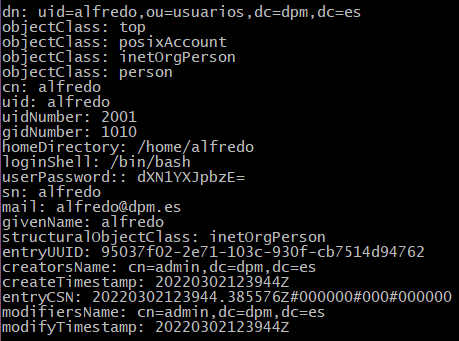 dn: uid=alfredo,ou=usuarios,dc=dpm,dc=es
objectClass: top
objectClass: posixAccount
objectClass: inetOrgPerson
objectClass: person
cn: alfredo
uid: alfredo
uidNumber: 2001
gidNumber: 1010
homeDirectory: /home/alfredo
loginShell: /bin/bash
userPassword:: dXN1YXJpbzE=
sn: alfredo
mail: alfredo@dpm.es
givenName: alfredo
structuralObjectClass: inetOrgPerson
entryUUID: 95037f02-2e71-103c-930f-cb7514d94762
creatorsName: cn=admin,dc=dpm,dc=es
createTimestamp: 20220302123944Z
entryCSN: 20220302123944.385576Z#000000#000#000000
modifiersName: cn=admin,dc=dpm,dc=es
modifyTimestamp: 20220302123944Z